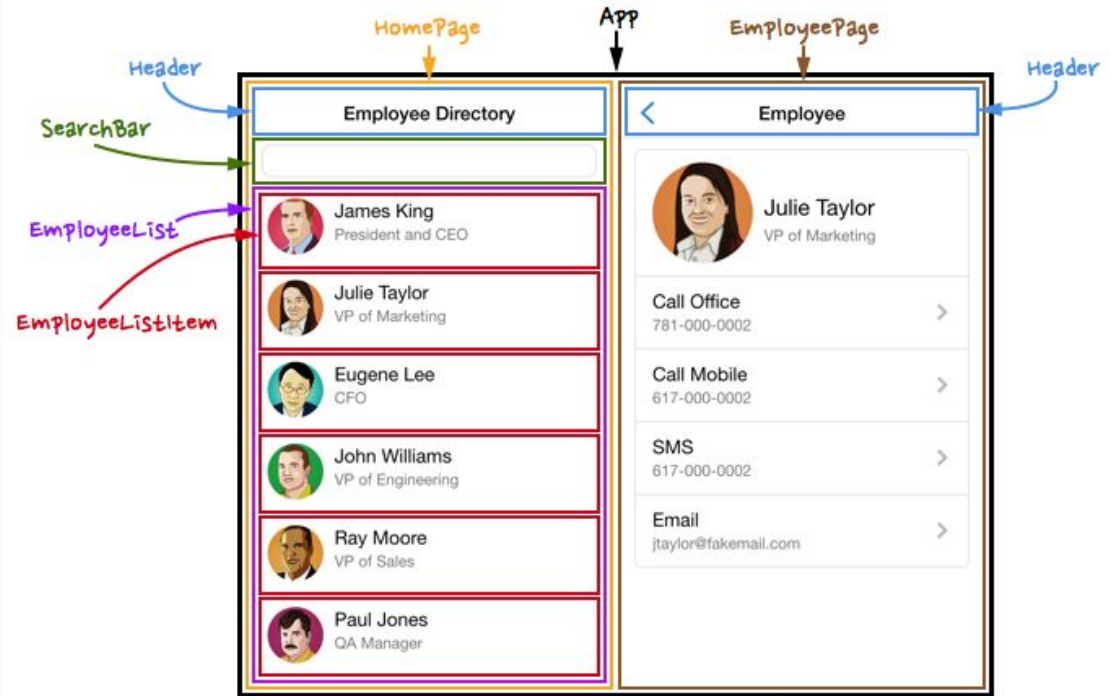 App
HomePage
EmployeePage
Header
Header
SearchBar
EmployeeList
EmployeeListItem
Employee Directory
James King
President and CEO
Julie Taylor
VP of Marketing
Eugene Lee
CFO
John Williams
VP of Engineering
Ray Moore
VP of Sales
Paul Jones
QA Manager
Employee
Julie Taylor
VP of Marketing
Call Office
781-000-0002
Call Mobile
617-000-0002
SMS
617-000-0002
Email
jtaylor@fakemail.com